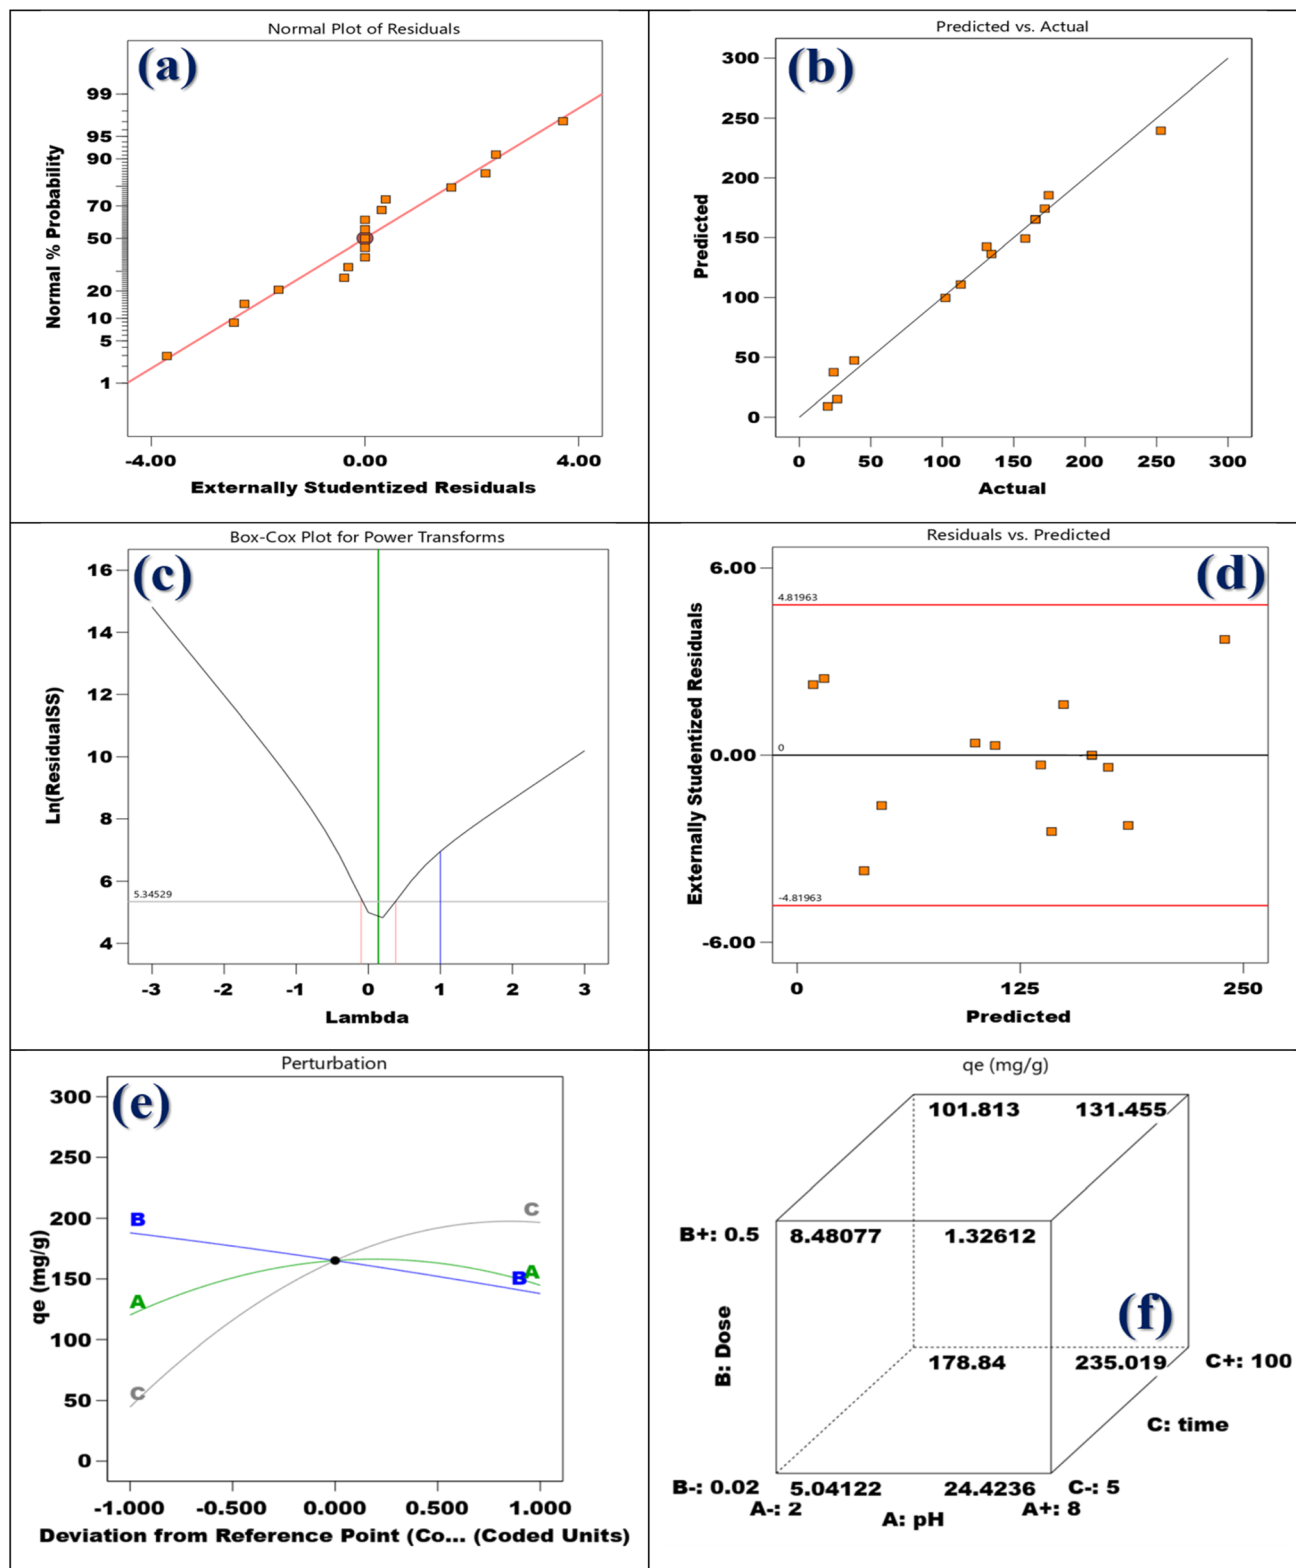 Normal Plot of Residuals
(a)
99
95
90
70
50
20
10
5
1
Normal % Probability
-4.00 0.00 4.00
Externally Studentized Residuals
Predicted vs. Actual
(b)
300
250
200
150
100
50
0
Predicted
0 50 100 150 200 250 300
Actual
Box-Cox Plot for Power Transforms
(c)
16
14
12
10
8
6
4
Ln(ResidualSS)
5.34529
-3 -2 -1 0 1 2 3
Lambda
Residuals vs. Predicted
(d)
6.00
4.81963
0.00
0
-4.81963
-6.00
Externally Studentized Residuals
0 125 250
Predicted
Perturbation
(e)
300
250
200
150
100
50
0
qe (mg/g)
B
C
A
B
A
C
-1.000 -0.500 0.000 0.500 1.000
Deviation from Reference Point (Co... (Coded Units)
qe (mg/g)
101.813 131.455
B+: 0.5 8.48077 1.32612
(f)
178.84 235.019 C+: 100
B: Dose
C: time
B-: 0.02 5.04122 24.4236 C-: 5
A-: 2 A: pH A+: 8